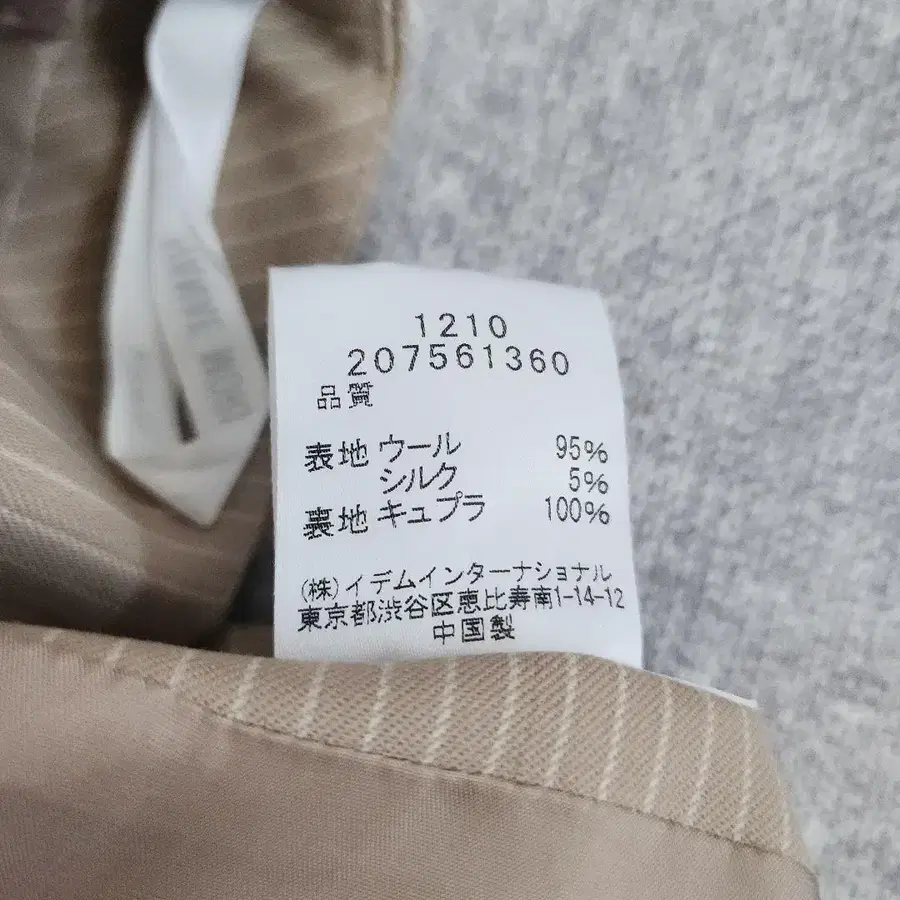 1210
207561360
品質
表地 ウール 95%
シルク 5%
裏地 キュプラ 100%
(株)イデムインターナショナル
東京都渋谷区恵比寿南1-14-12
中国製